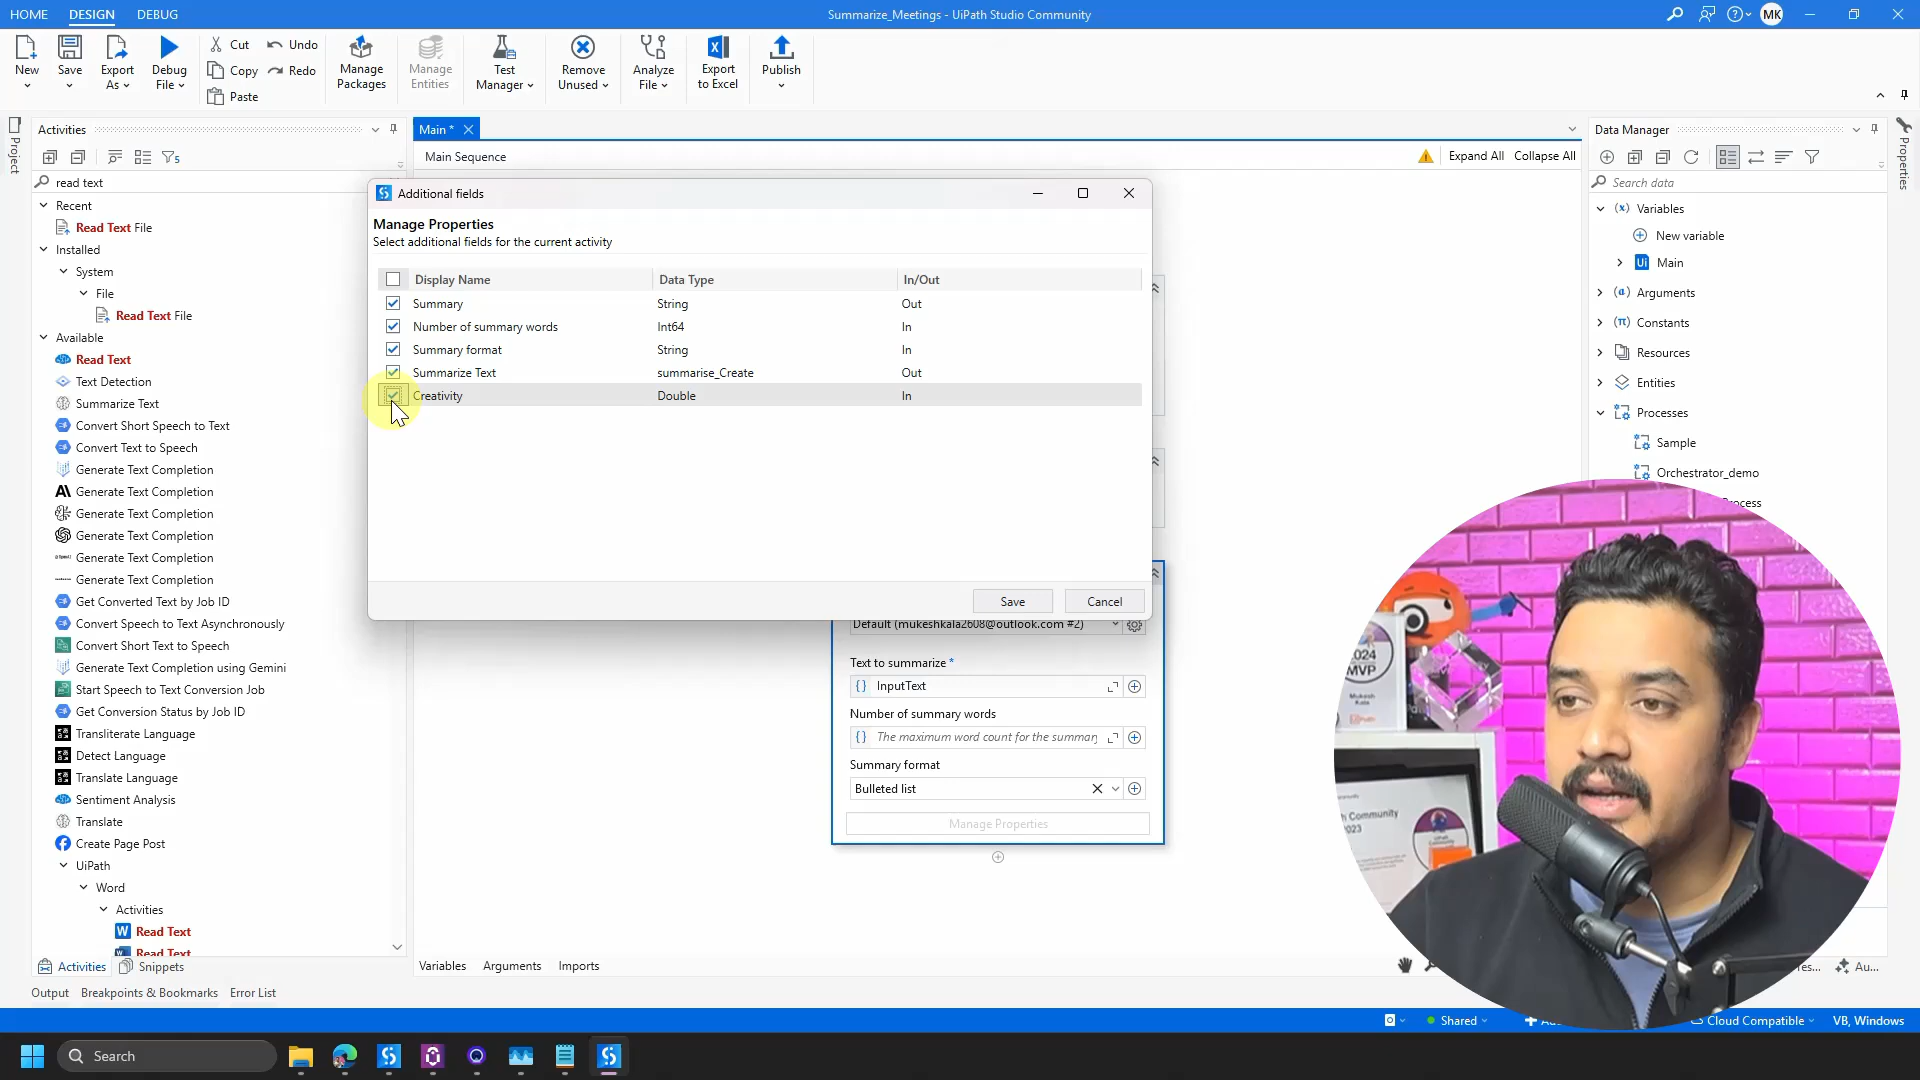 HOME DESIGN DEBUG
Summarize_Meetings - UiPath Studio Community
MK
New
Save
Export As
Debug File
Cut
Copy
Paste
Undo
Redo
Manage Packages
Manage Entities
Test Manager
Remove Unused
Analyze File
Export to Excel
Publish
Project
Activities
5
read text
Recent
Read Text File
Installed
System
File
Read Text File
Available
Read Text
Text Detection
Summarize Text
Convert Short Speech to Text
Convert Text to Speech
Generate Text Completion
Generate Text Completion
Generate Text Completion
Generate Text Completion
Generate Text Completion
Generate Text Completion
Get Converted Text by Job ID
Convert Speech to Text Asynchronously
Convert Short Text to Speech
Generate Text Completion using Gemini
Start Speech to Text Conversion Job
Get Conversion Status by Job ID
Transliterate Language
Detect Language
Translate Language
Sentiment Analysis
Translate
Create Page Post
UiPath
Word
Activities
Read Text
Read Text
Activities Snippets
Output Breakpoints & Bookmarks Error List
Main *
Main Sequence
Expand All Collapse All
Additional fields
Manage Properties
Select additional fields for the current activity
Display Name Data Type In/Out
Summary String Out
Number of summary words Int64 In
Summary format String In
Summarize Text summarise_Create Out
Creativity Double In
Save Cancel
Default (mukeshkala2608@outlook.com #2)
Text to summarize *
InputText
Number of summary words
The maximum word count for the summary
Summary format
Bulleted list
Manage Properties
Variables Arguments Imports
Data Manager
Search data
Variables
New variable
Main
Arguments
Constants
Resources
Entities
Processes
Sample
Orchestrator_demo
Process
Properties
2024
MVP
Mukesh
Kala
Community
2023
Au...
Shared
Cloud Compatible
VB, Windows
Search